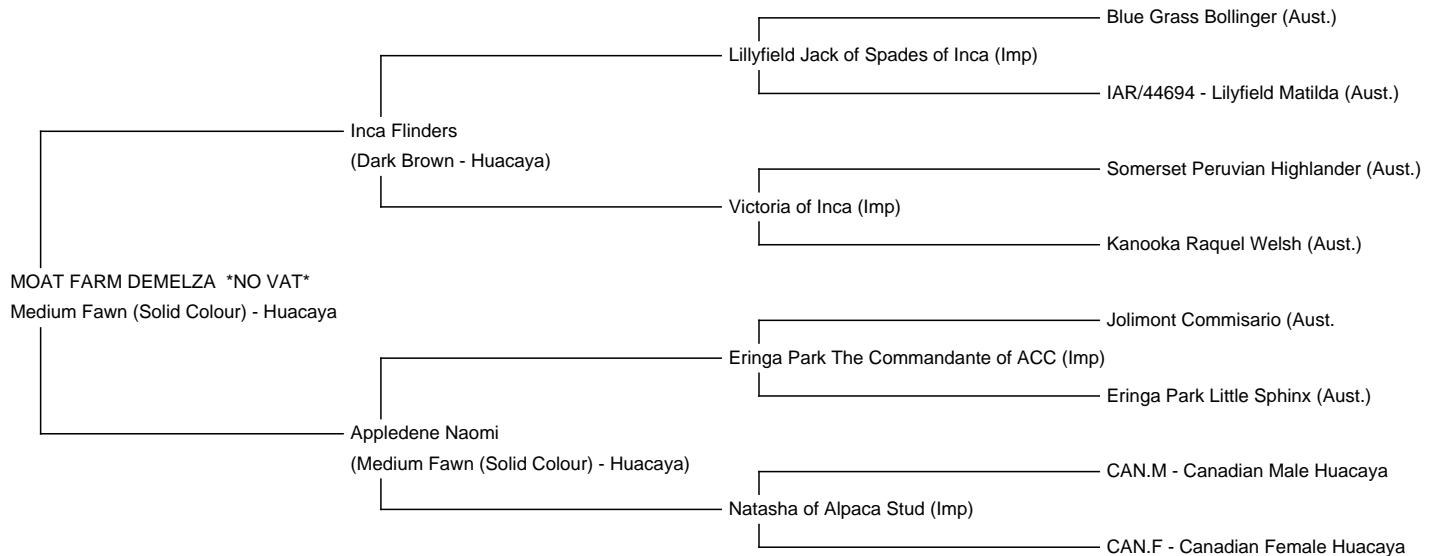 Blue Grass Bollinger (Aust.)
Lillyfield Jack of Spades of Inca (Imp)
IAR/44694 - Lilyfield Matilda (Aust.)
Inca Flinders
(Dark Brown - Huacaya)
Somerset Peruvian Highlander (Aust.)
Victoria of Inca (Imp)
Kanooka Raquel Welsh (Aust.)
MOAT FARM DEMELZA *NO VAT*
Medium Fawn (Solid Colour) - Huacaya
Jolimont Commisario (Aust.
Eringa Park The Commandante of ACC (Imp)
Eringa Park Little Sphinx (Aust.)
Appledene Naomi
(Medium Fawn (Solid Colour) - Huacaya)
CAN.M - Canadian Male Huacaya
Natasha of Alpaca Stud (Imp)
CAN.F - Canadian Female Huacaya